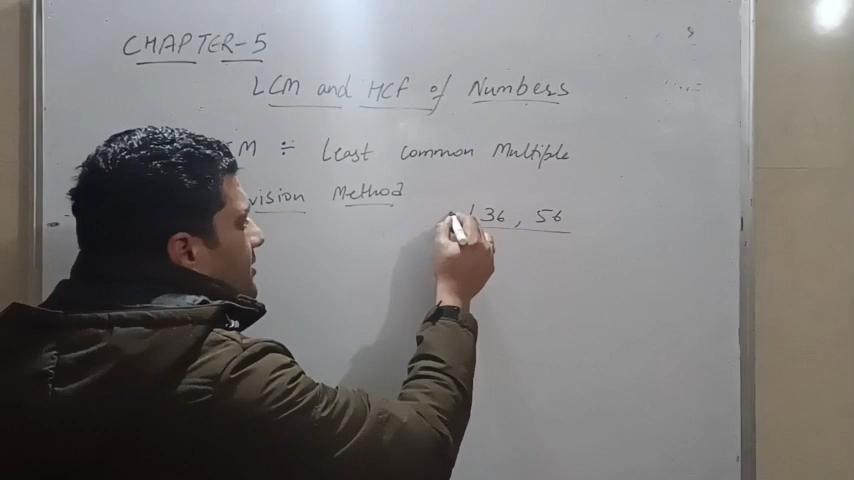 CHAPTER-5
LCM and HCF of Numbers
M ÷ Least common Multiple
vision Method
36, 56